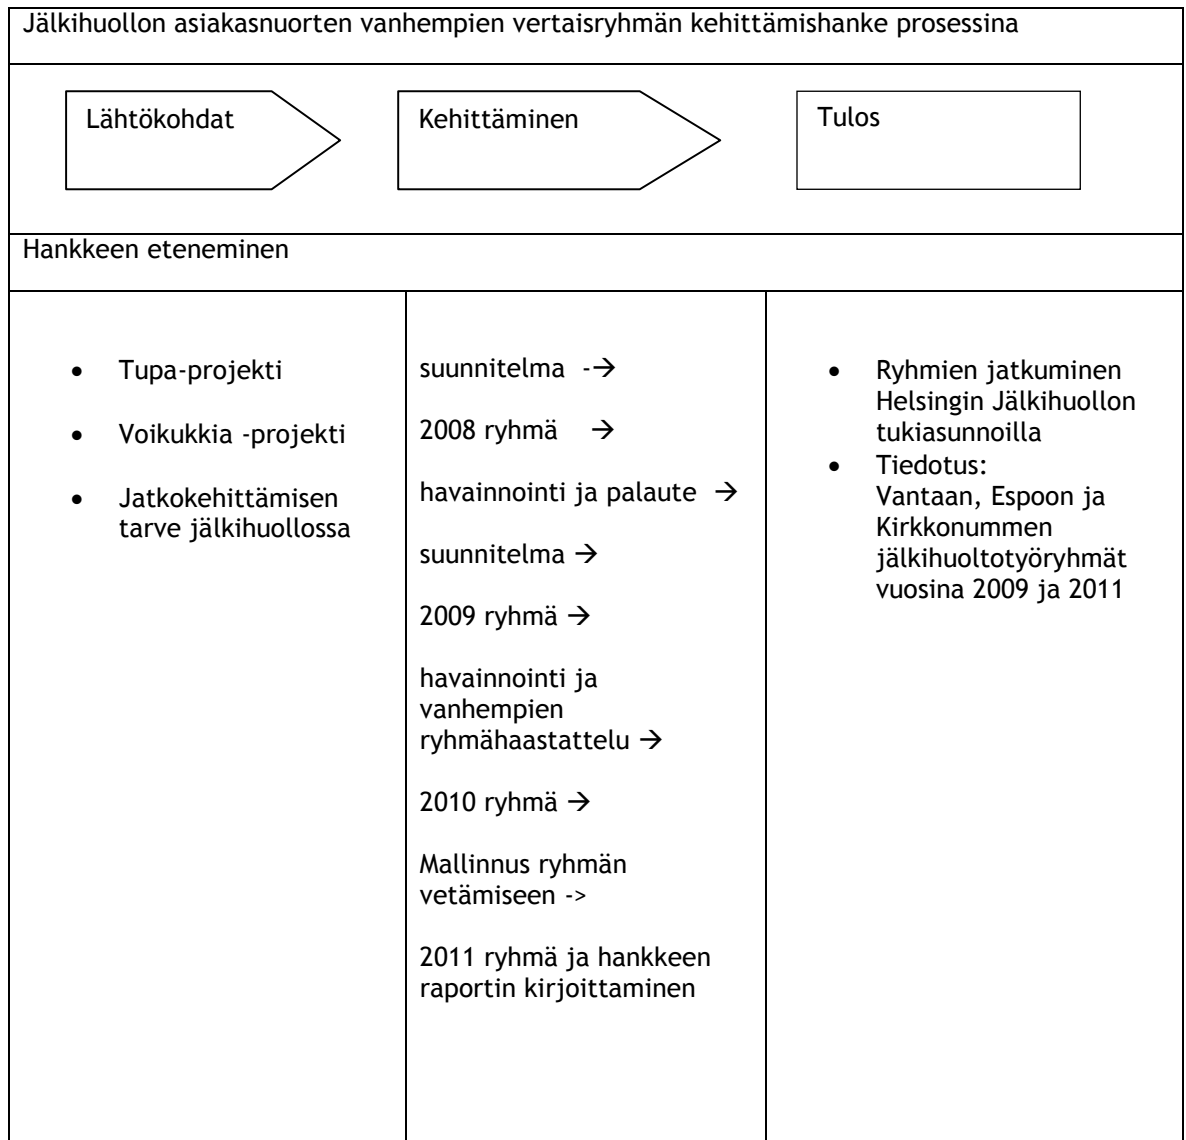 Jälkihuollon asiakasnuorten vanhempien vertaisryhmän kehittämishanke prosessina
Lähtökohdat
Kehittäminen
Tulos
Hankkeen eteneminen
• Tupa-projekti
• Voikukkia -projekti
• Jatkokehittämisen
tarve jälkihuollossa
suunnitelma -→
2008 ryhmä →
havainnointi ja palaute →
suunnitelma →
2009 ryhmä →
havainnointi ja
vanhempien
ryhmähaastattelu →
2010 ryhmä →
Mallinnus ryhmän
vetämiseen ->
2011 ryhmä ja hankkeen
raportin kirjoittaminen
• Ryhmien jatkuminen
Helsingin Jälkihuollon
tukiasunnoilla
• Tiedotus:
Vantaan, Espoon ja
Kirkkonummen
jälkihuoltotyöryhmät
vuosina 2009 ja 2011